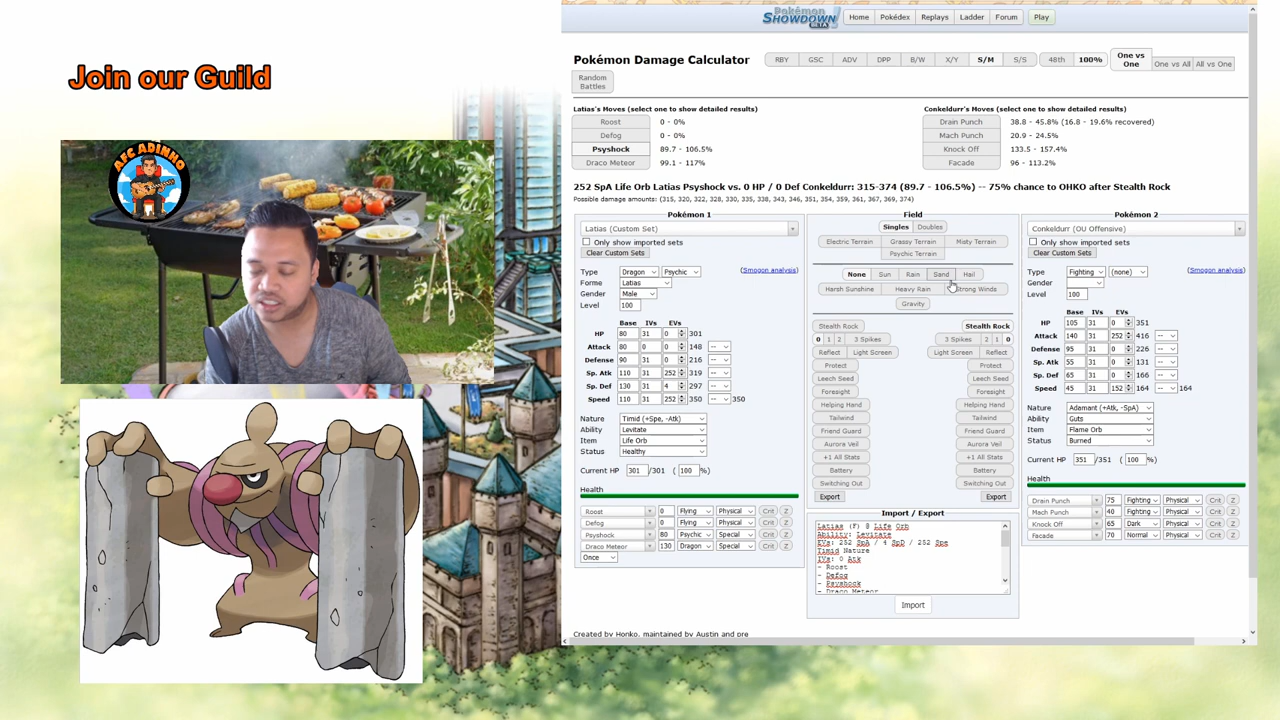 Join our Guild
AFC ADINHO
Pokémon
SHOWDOWN
BETA
Home Pokédex Replays Ladder Forum Play
Pokémon Damage Calculator
RBY GSC ADV DPP B/W X/Y S/M S/S 48th 100% One vs One One vs All All vs One
Random Battles
Latias's Moves (select one to show detailed results)
Roost 0 - 0%
Defog 0 - 0%
Psyshock 89.7 - 106.5%
Draco Meteor 99.1 - 117%
Conkeldurr's Moves (select one to show detailed results)
Drain Punch 38.8 - 45.8% (16.8 - 19.6% recovered)
Mach Punch 20.9 - 24.5%
Knock Off 133.5 - 157.4%
Facade 96 - 113.2%
252 SpA Life Orb Latias Psyshock vs. 0 HP / 0 Def Conkeldurr: 315-374 (89.7 - 106.5%) -- 75% chance to OHKO after Stealth Rock
Possible damage amounts: (315, 320, 322, 328, 330, 335, 338, 343, 346, 351, 354, 359, 361, 367, 369, 374)
Pokémon 1
Latias (Custom Set)
Only show imported sets
Clear Custom Sets
Type Dragon Psychic (Smogon analysis)
Forme Latias
Gender Male
Level 100
Base IVs EVs
HP 80 31 0 301
Attack 80 0 0 148 --
Defense 90 31 0 216 --
Sp. Atk 110 31 252 319 --
Sp. Def 130 31 4 297 --
Speed 110 31 252 350 -- 350
Nature Timid (+Spe, -Atk)
Ability Levitate
Item Life Orb
Status Healthy
Current HP 301 /301 ( 100 %)
Health
Roost 0 Flying Physical Crit Z
Defog 0 Flying Physical Crit Z
Psyshock 80 Psychic Special Crit Z
Draco Meteor 130 Dragon Special Crit Z
Once
Field
Singles Doubles
Electric Terrain Grassy Terrain Misty Terrain
Psychic Terrain
None Sun Rain Sand Hail
Harsh Sunshine Heavy Rain Strong Winds
Gravity
Stealth Rock Stealth Rock
0 1 2 3 Spikes 3 Spikes 2 1 0
Reflect Light Screen Light Screen Reflect
Protect Protect
Leech Seed Leech Seed
Foresight Foresight
Helping Hand Helping Hand
Tailwind Tailwind
Friend Guard Friend Guard
Aurora Veil Aurora Veil
+1 All Stats +1 All Stats
Battery Battery
Switching Out Switching Out
Export Export
Import / Export
Latias (F) @ Life Orb
Ability: Levitate
EVs: 252 SpA / 4 SpD / 252 Spe
Timid Nature
IVs: 0 Atk
- Roost
- Defog
- Psyshock
- Draco Meteor
Import
Pokémon 2
Conkeldurr (OU Offensive)
Only show imported sets
Clear Custom Sets
Type Fighting (none) (Smogon analysis)
Gender
Level 100
Base IVs EVs
HP 105 31 0 351
Attack 140 31 252 416 --
Defense 95 31 0 226 --
Sp. Atk 55 31 0 131 --
Sp. Def 65 31 0 166 --
Speed 45 31 152 164 -- 164
Nature Adamant (+Atk, -SpA)
Ability Guts
Item Flame Orb
Status Burned
Current HP 351 /351 ( 100 %)
Health
Drain Punch 75 Fighting Physical Crit Z
Mach Punch 40 Fighting Physical Crit Z
Knock Off 65 Dark Physical Crit Z
Facade 70 Normal Physical Crit Z
Created by Honko, maintained by Austin and pre